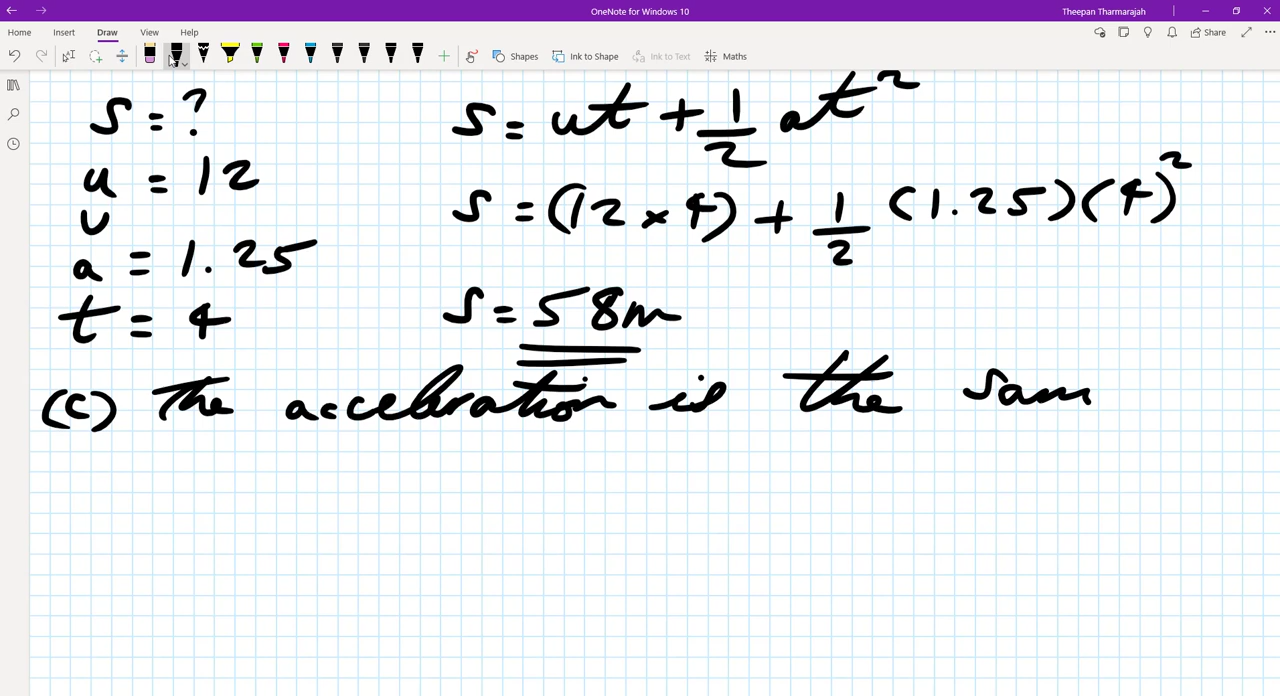 OneNote for Windows 10
Theepan Tharmarajah
Home Insert Draw View Help
Share
Shapes Ink to Shape Ink to Text Maths
s = ?
u = 12
v
a = 1.25
t = 4
s = ut + 1/2 at²
s = (12 × 4) + 1/2 (1.25)(4)²
s = 58m
(c) The acceleration is the sam